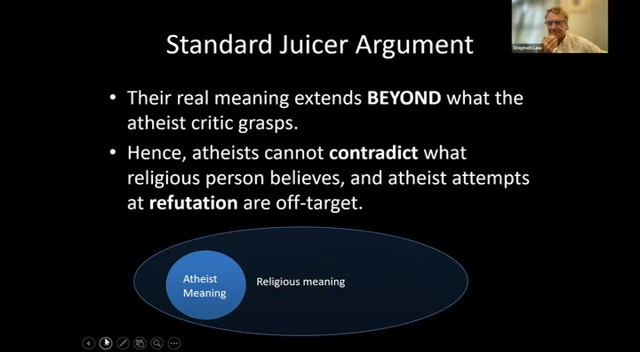 Stephen Law
Standard Juicer Argument
• Their real meaning extends BEYOND what the
atheist critic grasps.
• Hence, atheists cannot contradict what
religious person believes, and atheist attempts
at refutation are off-target.
Atheist
Meaning
Religious meaning